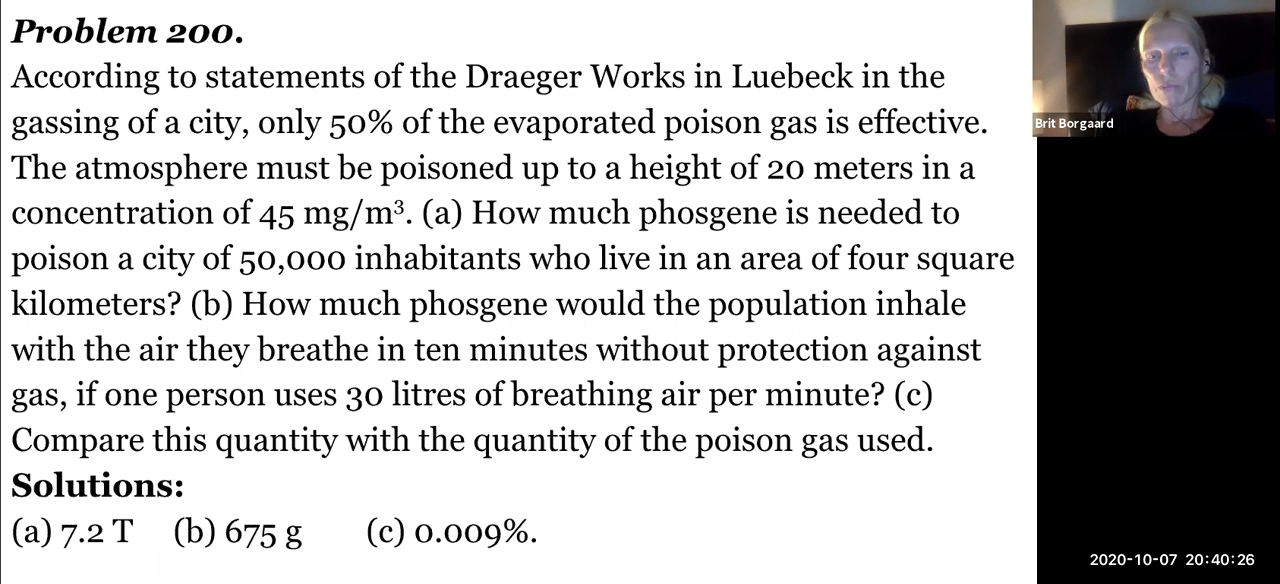 Problem 200.
According to statements of the Draeger Works in Luebeck in the
gassing of a city, only 50% of the evaporated poison gas is effective.
The atmosphere must be poisoned up to a height of 20 meters in a
concentration of 45 mg/m³. (a) How much phosgene is needed to
poison a city of 50,000 inhabitants who live in an area of four square
kilometers? (b) How much phosgene would the population inhale
with the air they breathe in ten minutes without protection against
gas, if one person uses 30 litres of breathing air per minute? (c)
Compare this quantity with the quantity of the poison gas used.
Solutions:
(a) 7.2 T (b) 675 g (c) 0.009%.
Brit Borgaard
2020-10-07 20:40:26